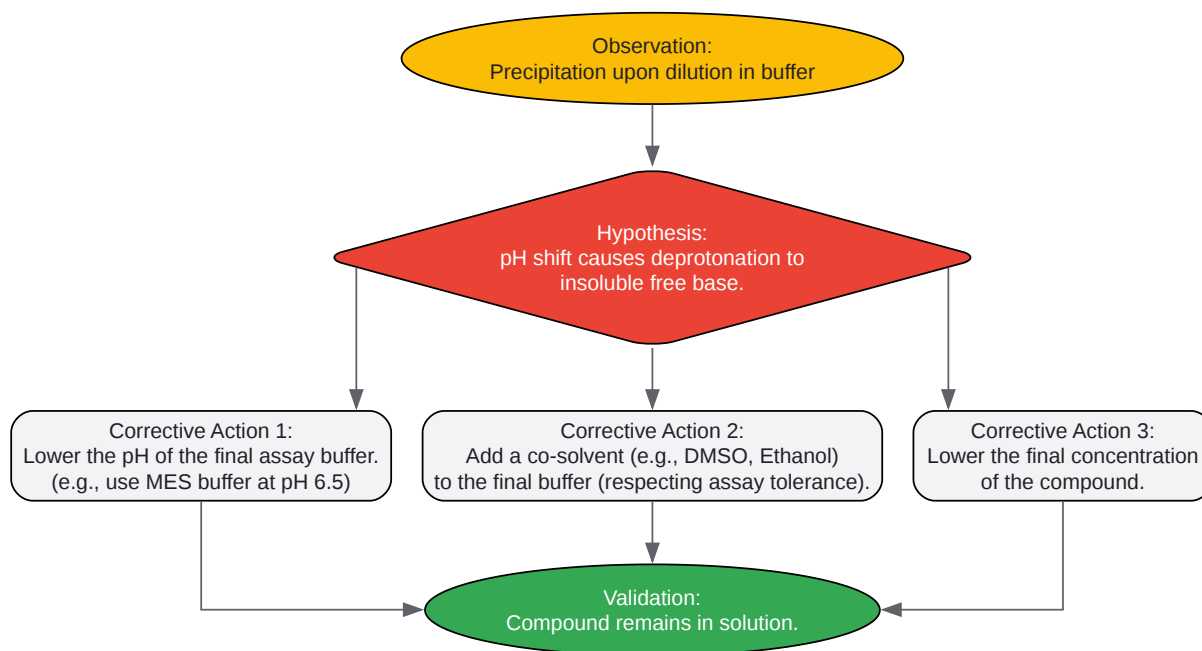 Observation:
Precipitation upon dilution in buffer
Hypothesis:
pH shift causes deprotonation to
insoluble free base.
Corrective Action 1:
Lower the pH of the final assay buffer.
(e.g., use MES buffer at pH 6.5)
Corrective Action 2:
Add a co-solvent (e.g., DMSO, Ethanol)
to the final buffer (respecting assay tolerance).
Corrective Action 3:
Lower the final concentration
of the compound.
Validation:
Compound remains in solution.